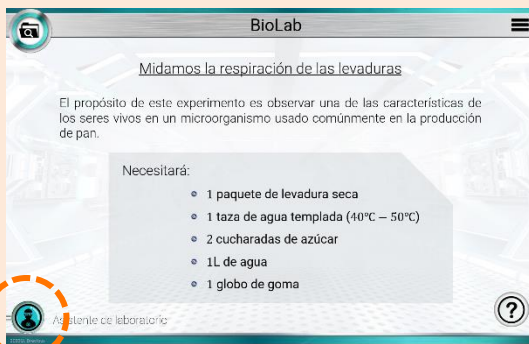 BioLab
Midamos la respiración de las levaduras
El propósito de este experimento es observar una de las características de
los seres vivos en un microorganismo usado comúnmente en la producción
de pan.
Necesitará:
1 paquete de levadura seca
1 taza de agua templada (40°C – 50°C)
2 cucharadas de azúcar
1L de agua
1 globo de goma
Asistente de laboratorio
?